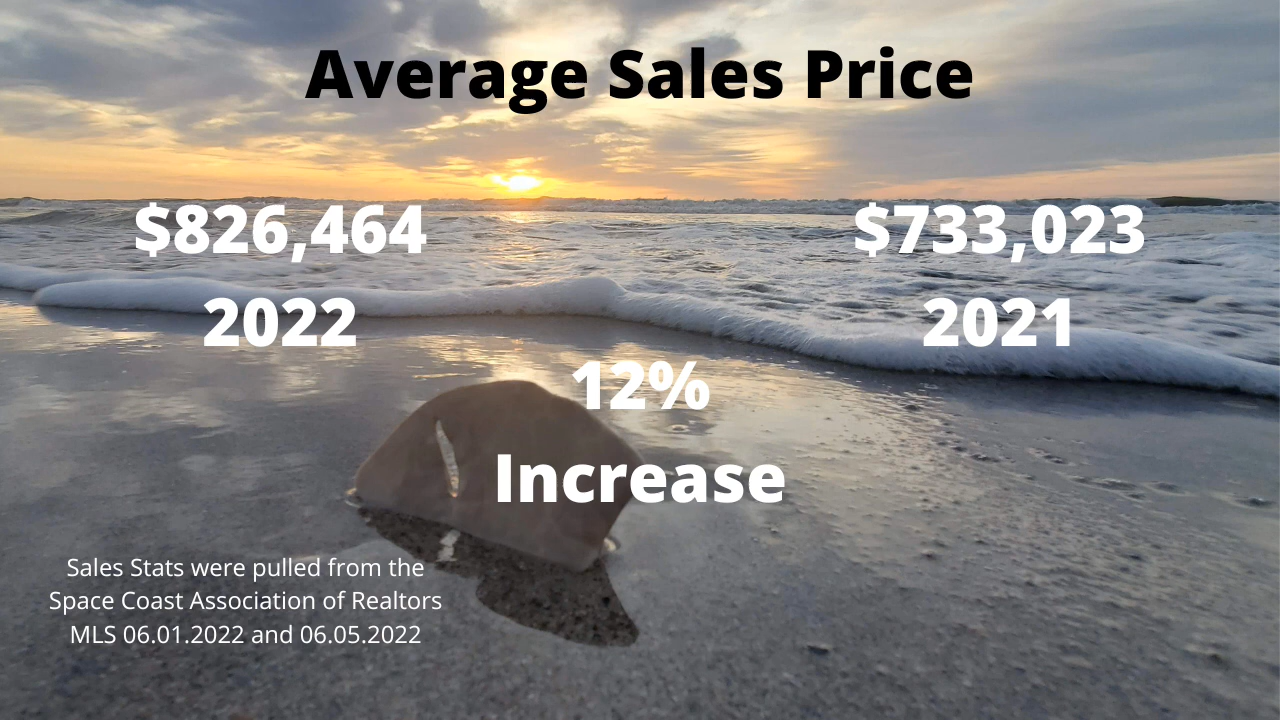 Average Sales Price
$826,464
2022
$733,023
2021
12%
Increase
Sales Stats were pulled from the
Space Coast Association of Realtors
MLS 06.01.2022 and 06.05.2022